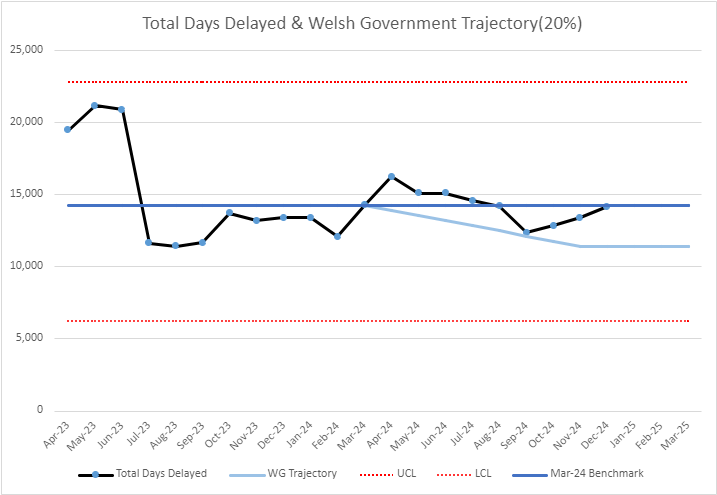 Total Days Delayed & Welsh Government Trajectory(20%)
25,000
20,000
15,000
10,000
5,000
0
Apr-23 May-23 Jun-23 Jul-23 Aug-23 Sep-23 Oct-23 Nov-23 Dec-23 Jan-24 Feb-24 Mar-24 Apr-24 May-24 Jun-24 Jul-24 Aug-24 Sep-24 Oct-24 Nov-24 Dec-24 Jan-25 Feb-25 Mar-25
Total Days Delayed WG Trajectory UCL LCL Mar-24 Benchmark